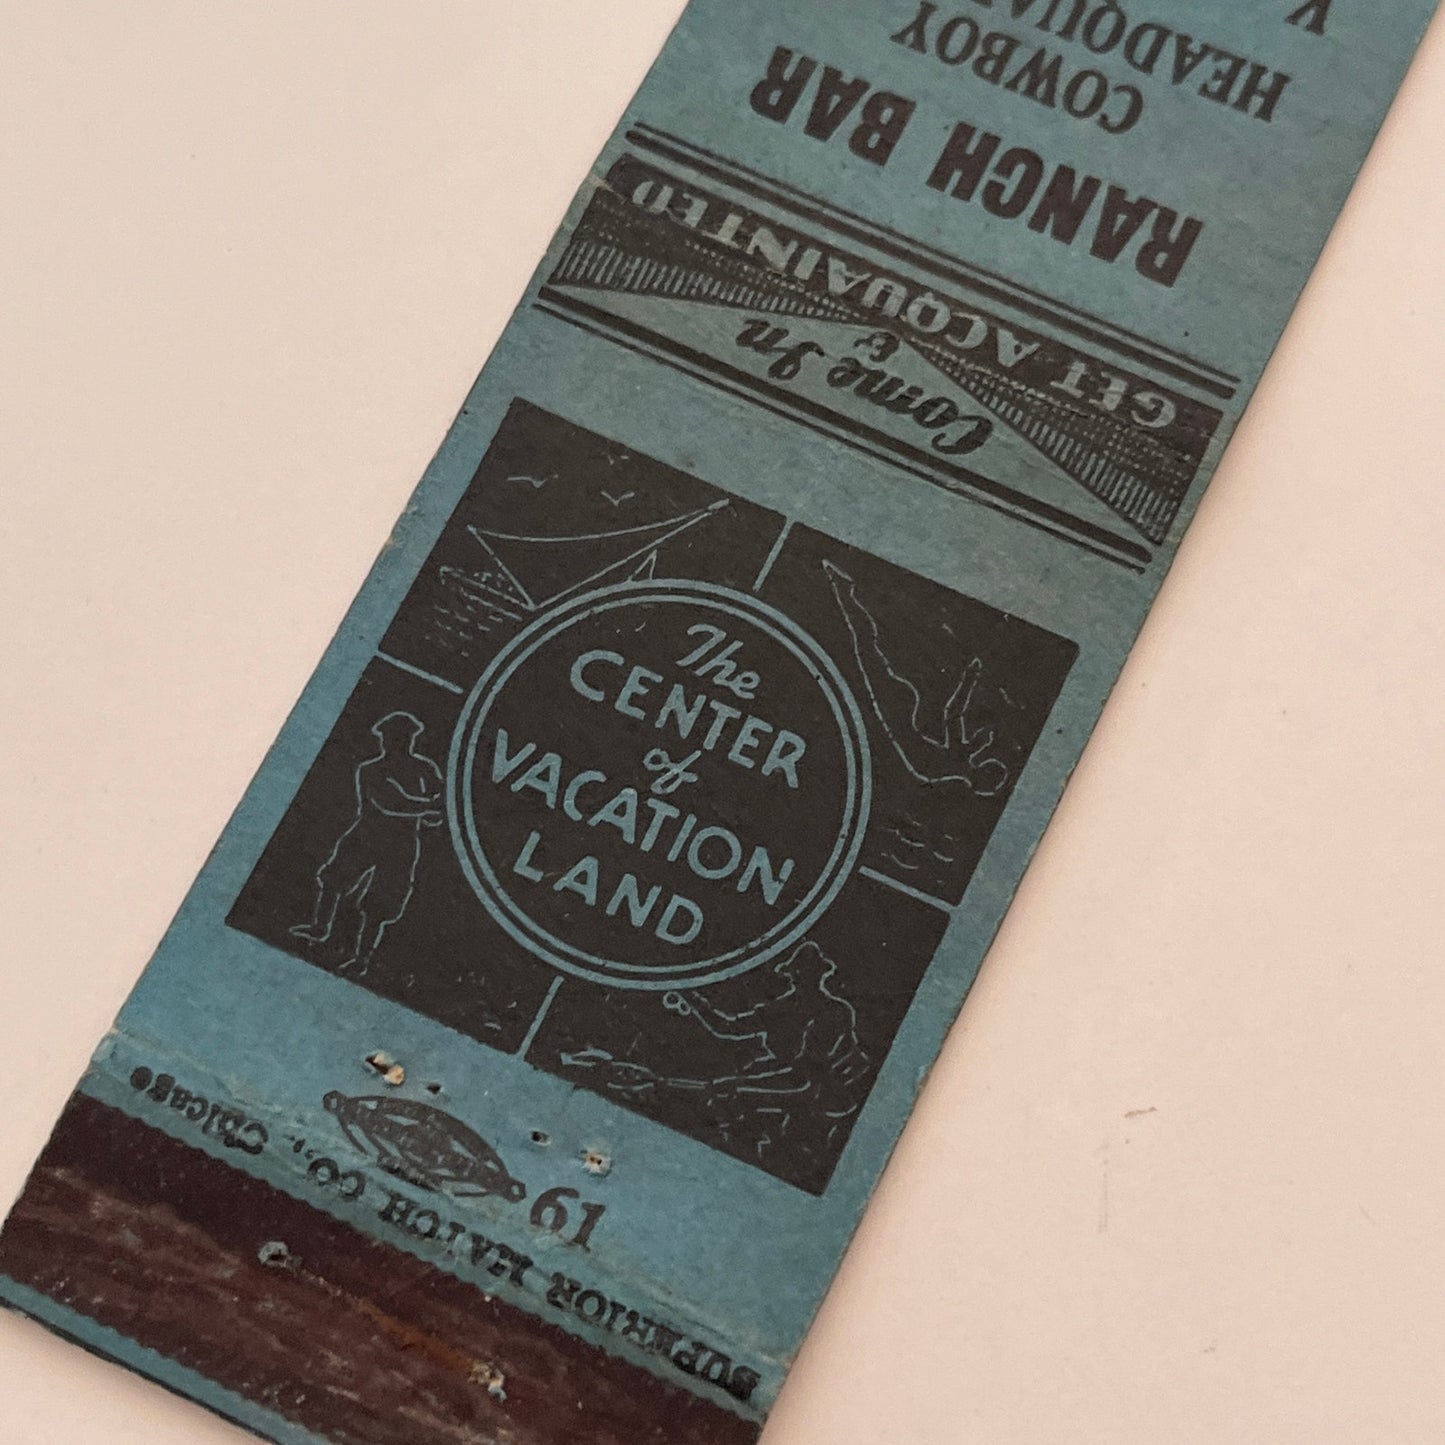 The
CENTER
of
VACATION
LAND
SUPERIOR MATCH CO., Chicago
19
Come In
&
GET ACQUAINTED
RANCH BAR
COWBOY
HEADQUA